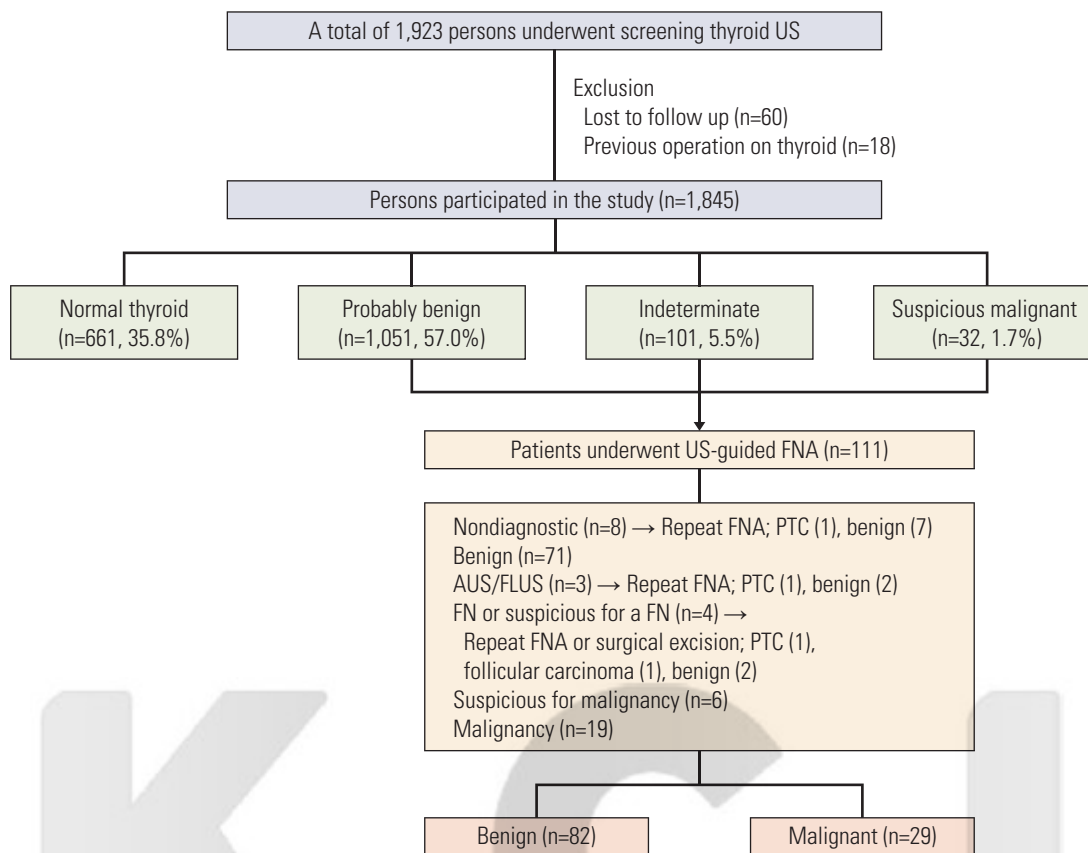 A total of 1,923 persons underwent screening thyroid US
Exclusion
Lost to follow up (n=60)
Previous operation on thyroid (n=18)
Persons participated in the study (n=1,845)
Normal thyroid
(n=661, 35.8%)
Probably benign
(n=1,051, 57.0%)
Indeterminate
(n=101, 5.5%)
Suspicious malignant
(n=32, 1.7%)
Patients underwent US-guided FNA (n=111)
Nondiagnostic (n=8) → Repeat FNA; PTC (1), benign (7)
Benign (n=71)
AUS/FLUS (n=3) → Repeat FNA; PTC (1), benign (2)
FN or suspicious for a FN (n=4) →
Repeat FNA or surgical excision; PTC (1),
follicular carcinoma (1), benign (2)
Suspicious for malignancy (n=6)
Malignancy (n=19)
Benign (n=82)
Malignant (n=29)